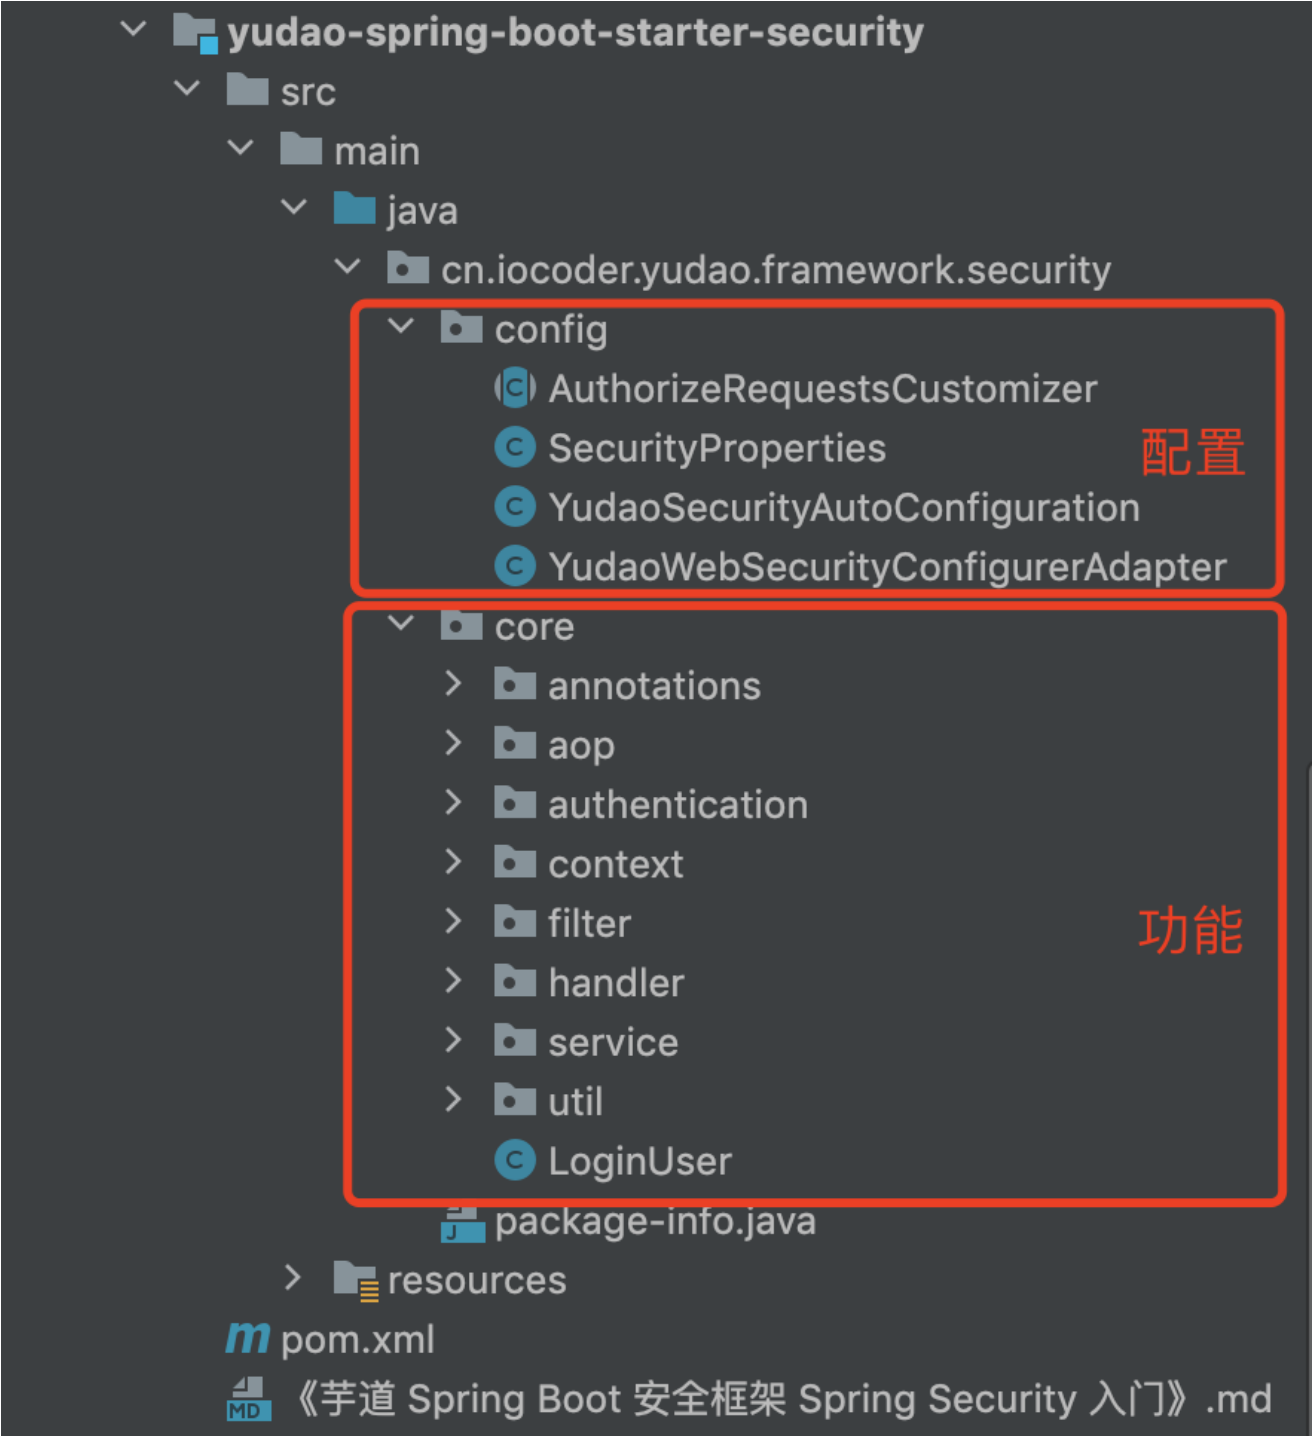 yudao-spring-boot-starter-security
src
main
java
cn.iocoder.yudao.framework.security
config
AuthorizeRequestsCustomizer
SecurityProperties
配置
YudaoSecurityAutoConfiguration
YudaoWebSecurityConfigurerAdapter
core
annotations
aop
authentication
context
filter
功能
handler
service
util
LoginUser
package-info.java
resources
pom.xml
《芋道 Spring Boot 安全框架 Spring Security 入门》.md